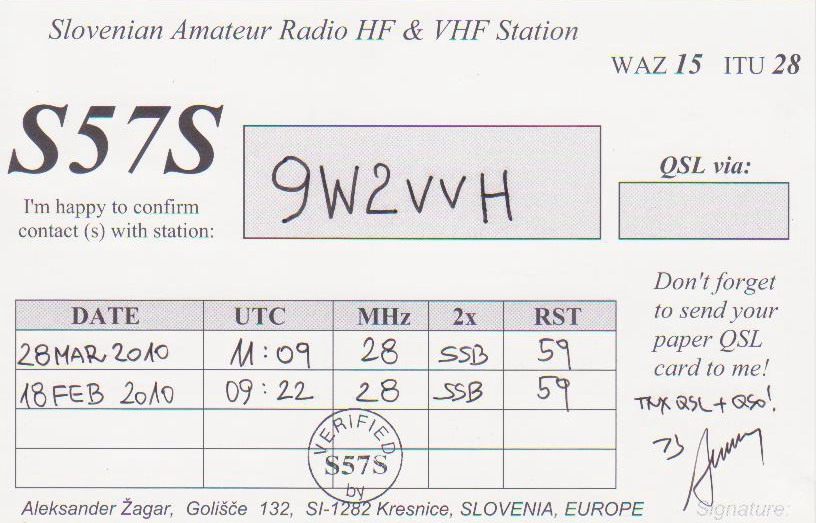 Slovenian Amateur Radio HF & VHF Station
WAZ 15 ITU 28
S57S
9W2VVH
QSL via:
I'm happy to confirm
contact (s) with station:
DATE UTC MHz 2x RST
28 MAR 2010 11:09 28 SSB 59
18 FEB 2010 09:22 28 SSB 59
Don't forget
to send your
paper QSL
card to me!
TNX QSL + QSO!
73
VERIFIED
S57S
by
Aleksander Žagar, Golišče 132, SI-1282 Kresnice, SLOVENIA, EUROPE
Signature: